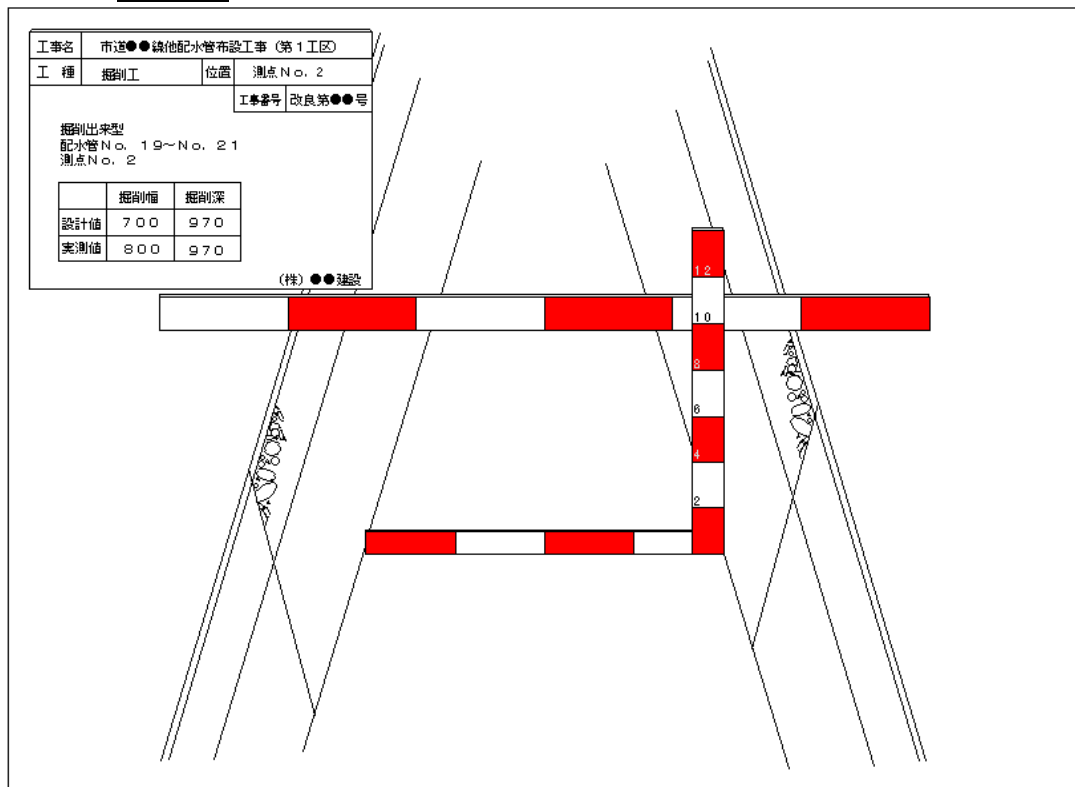 工事名 市道●●線他配水管布設工事(第1工区)
工 種 掘削工 位置 測点No.2
工事番号 改良第●●号
掘削出来型
配水管No.19~No.21
測点No.2
掘削幅 掘削深
設計値 700 970
実測値 800 970
(株)●●建設
12
10
8
6
4
2